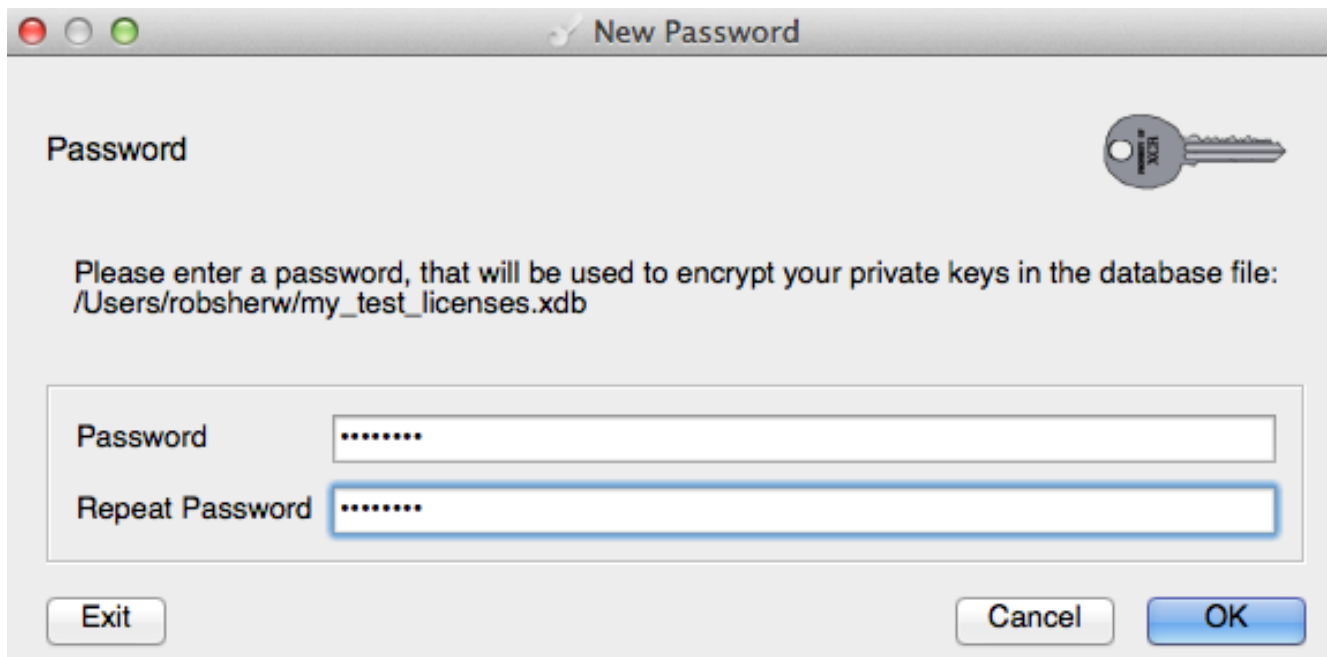 New Password
Password
XCA
Please enter a password, that will be used to encrypt your private keys in the database file:
/Users/robsherw/my_test_licenses.xdb
Password ••••••••
Repeat Password ••••••••
Exit Cancel OK